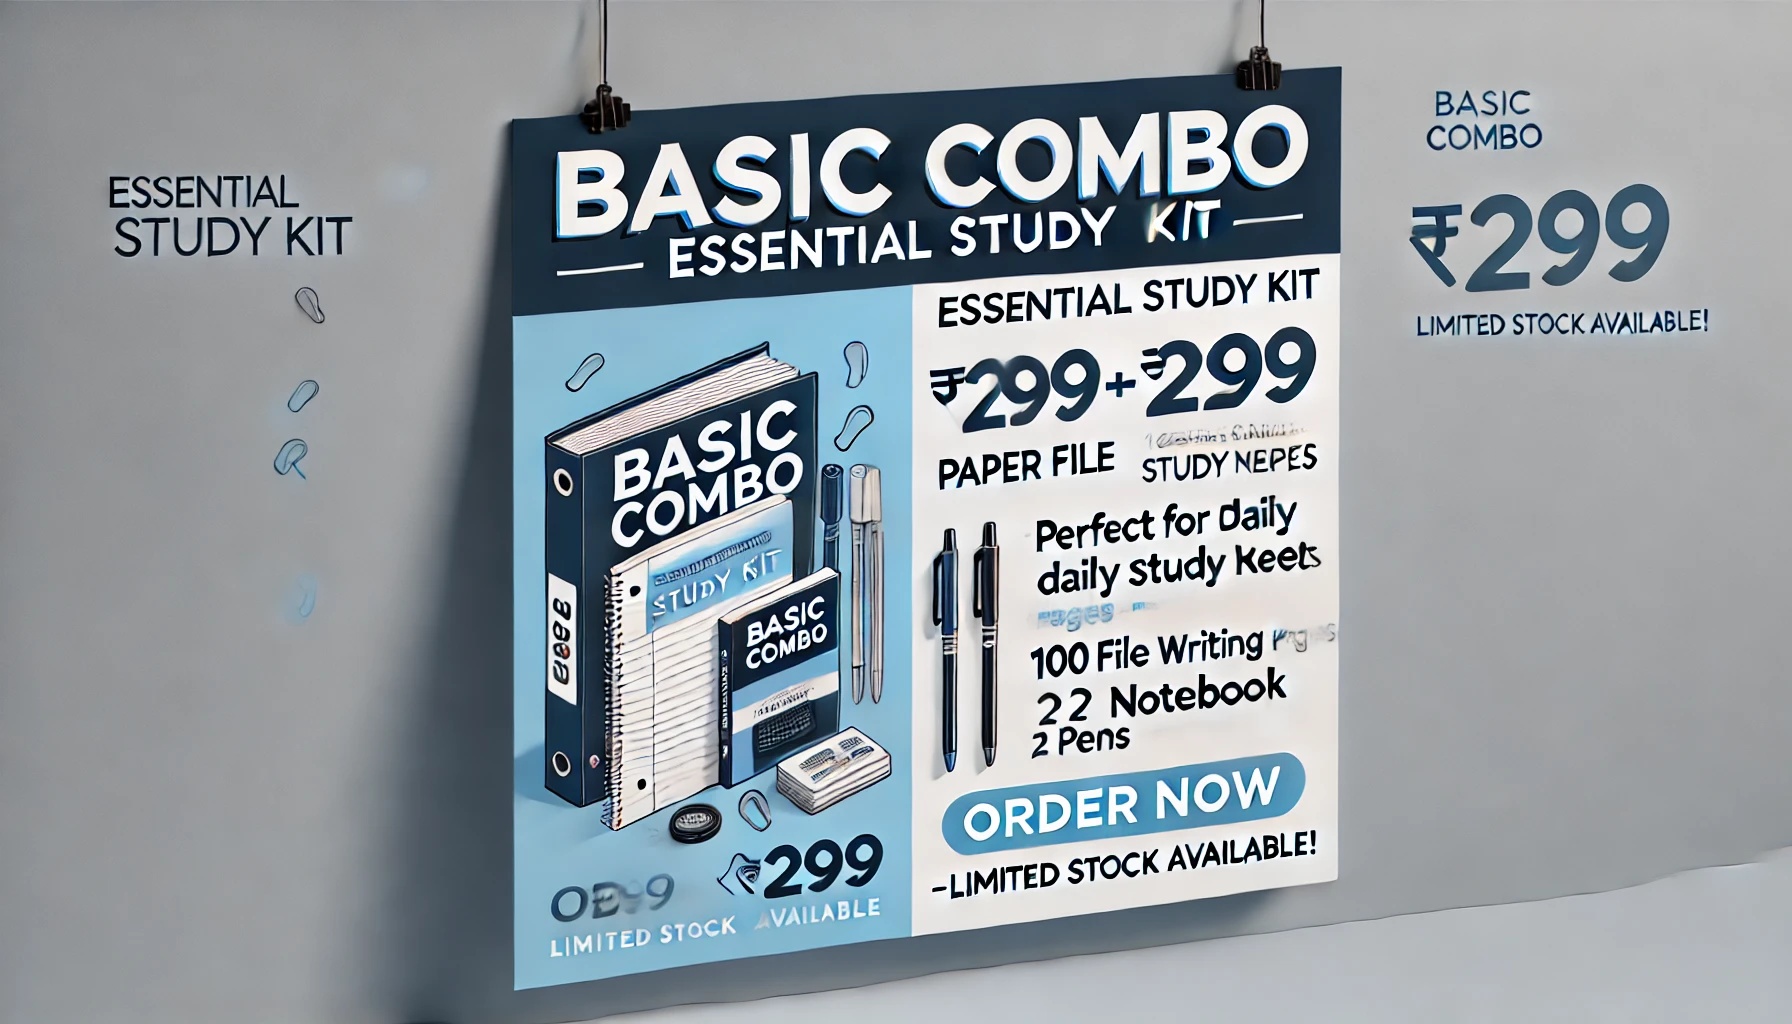 ESSENTIAL
STUDY KIT
BASIC COMBO
ESSENTIAL STUDY KIT
BASIC
COMBO
STUDY KIT
BASIC
COMBO
₹299
LIMITED STOCK AVAILABLE
ESSENTIAL STUDY KIT
₹299+₹299
PAPER FILE
STUDY NEPES
Perfect for daily
daily study Keets
Pages
100 File Writing
22 Notebook
2 Pens
ORDER NOW
-LIMITED STOCK AVAILABLE!
BASIC
COMBO
₹299
LIMITED STOCK AVAILABLE!